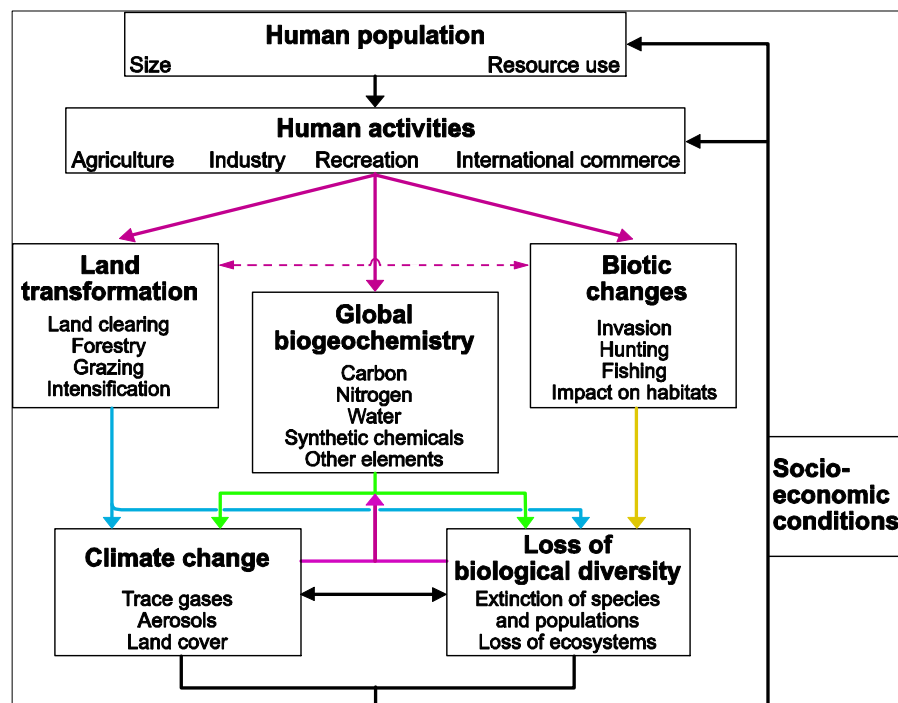 Human population
Size Resource use
Human activities
Agriculture Industry Recreation International commerce
Land
transformation
Land clearing
Forestry
Grazing
Intensification
Global
biogeochemistry
Carbon
Nitrogen
Water
Synthetic chemicals
Other elements
Biotic
changes
Invasion
Hunting
Fishing
Impact on habitats
Socio-
economic
conditions
Climate change
Trace gases
Aerosols
Land cover
Loss of
biological diversity
Extinction of species
and populations
Loss of ecosystems